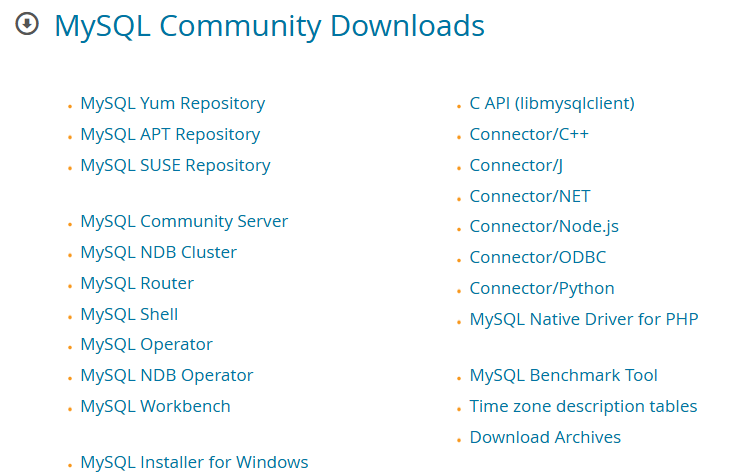 MySQL Community Downloads
MySQL Yum Repository
MySQL APT Repository
MySQL SUSE Repository
MySQL Community Server
MySQL NDB Cluster
MySQL Router
MySQL Shell
MySQL Operator
MySQL NDB Operator
MySQL Workbench
MySQL Installer for Windows
C API (libmysqlclient)
Connector/C++
Connector/J
Connector/NET
Connector/Node.js
Connector/ODBC
Connector/Python
MySQL Native Driver for PHP
MySQL Benchmark Tool
Time zone description tables
Download Archives